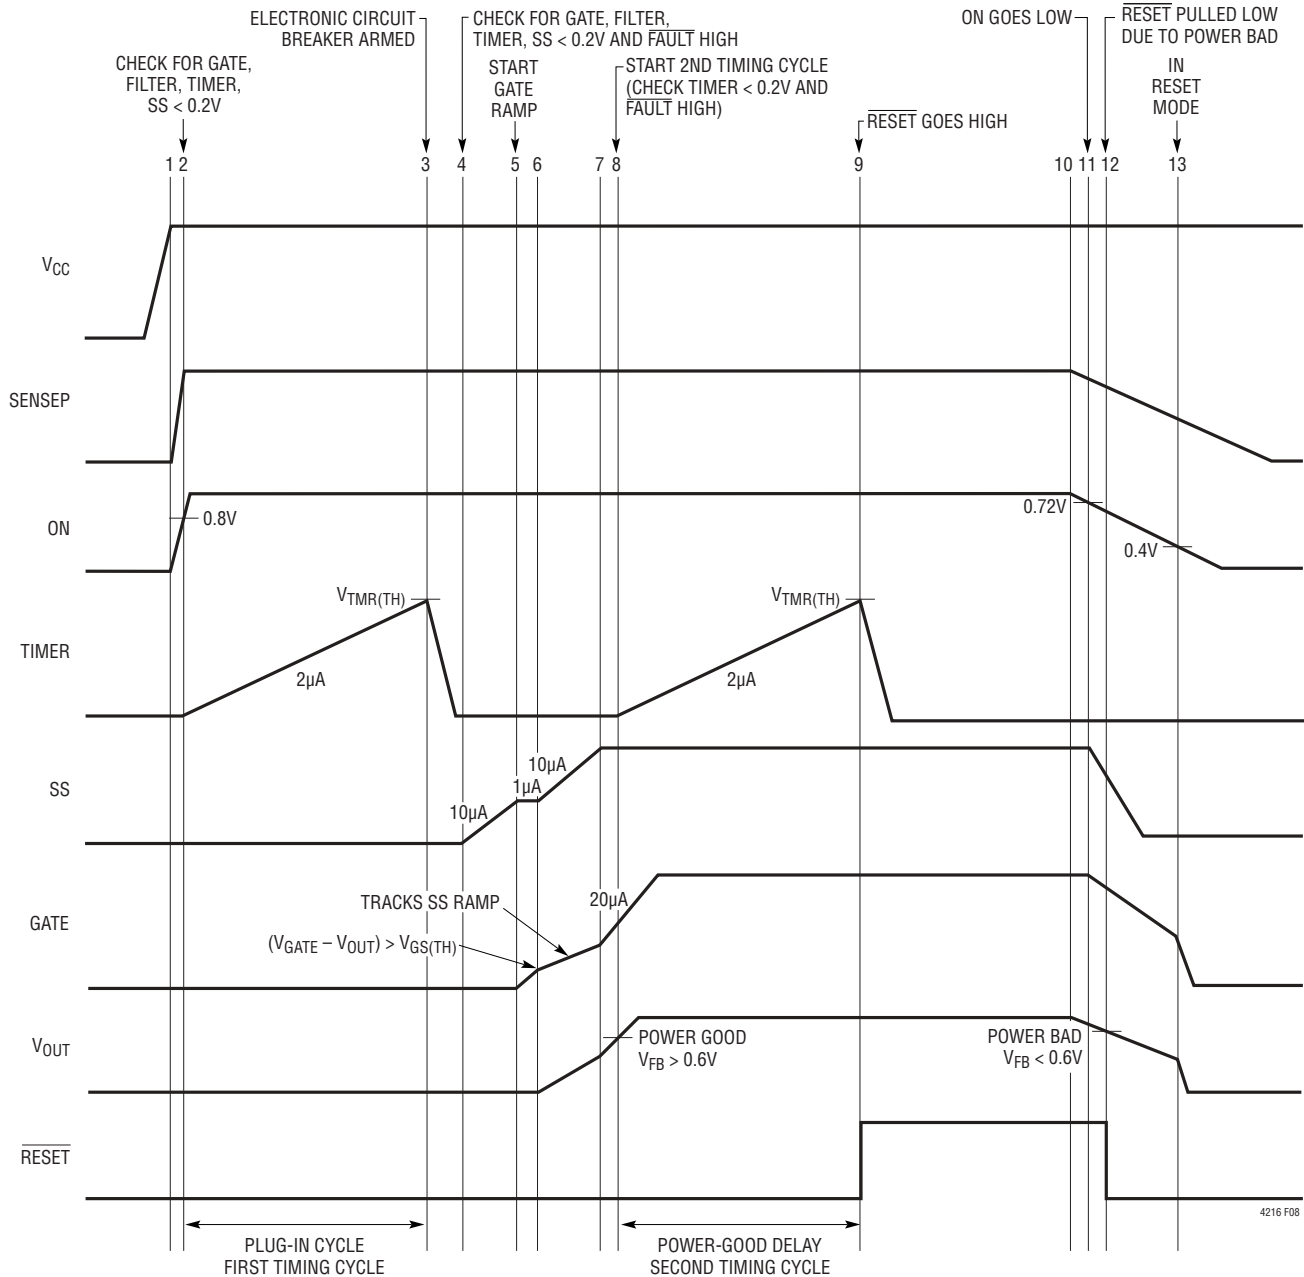 ELECTRONIC CIRCUIT
BREAKER ARMED
CHECK FOR GATE, FILTER,
TIMER, SS < 0.2V AND FAULT HIGH
ON GOES LOW
RESET PULLED LOW
DUE TO POWER BAD
CHECK FOR GATE,
FILTER, TIMER,
SS < 0.2V
START
GATE
RAMP
START 2ND TIMING CYCLE
(CHECK TIMER < 0.2V AND
FAULT HIGH)
RESET GOES HIGH
IN
RESET
MODE
1 2 3 4 5 6 7 8 9 10 11 12 13
VCC
SENSEP
ON
0.8V
0.72V
0.4V
TIMER
VTMR(TH)
2µA
VTMR(TH)
2µA
SS
10µA
1µA
10µA
GATE
TRACKS SS RAMP
(VGATE – VOUT) > VGS(TH)
20µA
VOUT
POWER GOOD
VFB > 0.6V
POWER BAD
VFB < 0.6V
RESET
4216 F08
PLUG-IN CYCLE
FIRST TIMING CYCLE
POWER-GOOD DELAY
SECOND TIMING CYCLE